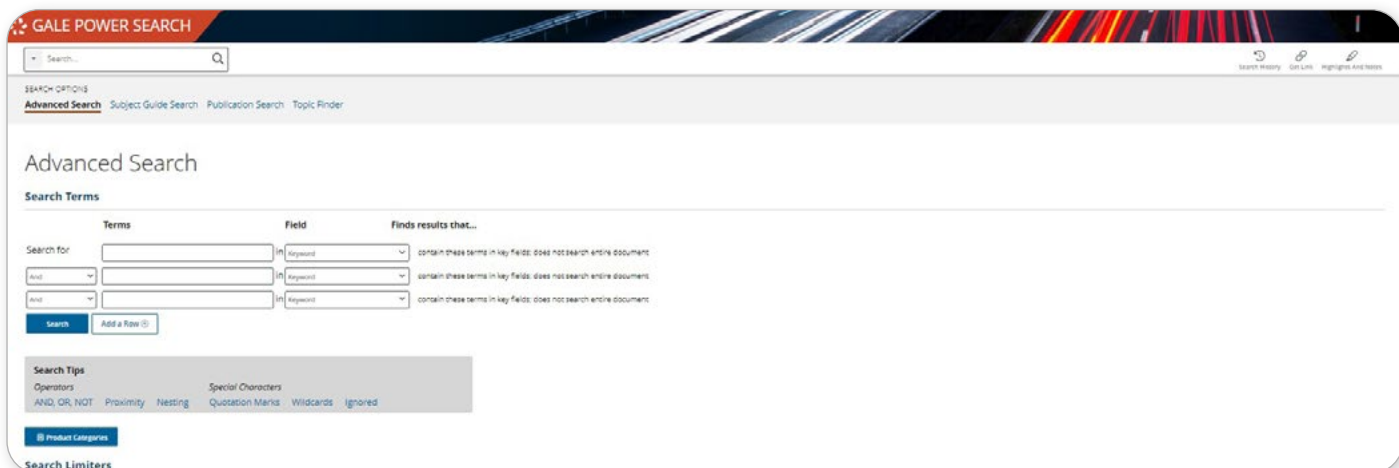 GALE POWER SEARCH
Search...
Search History Get Link Highlights And Notes
SEARCH OPTIONS
Advanced Search Subject Guide Search Publication Search Topic Finder
Advanced Search
Search Terms
Terms Field Finds results that...
Search for in Keyword contain these terms in key fields; does not search entire document
And in Keyword contain these terms in key fields; does not search entire document
And in Keyword contain these terms in key fields; does not search entire document
Search Add a Row
Search Tips
Operators Special Characters
AND, OR, NOT Proximity Nesting Quotation Marks Wildcards Ignored
Product Categories
Search Limiters